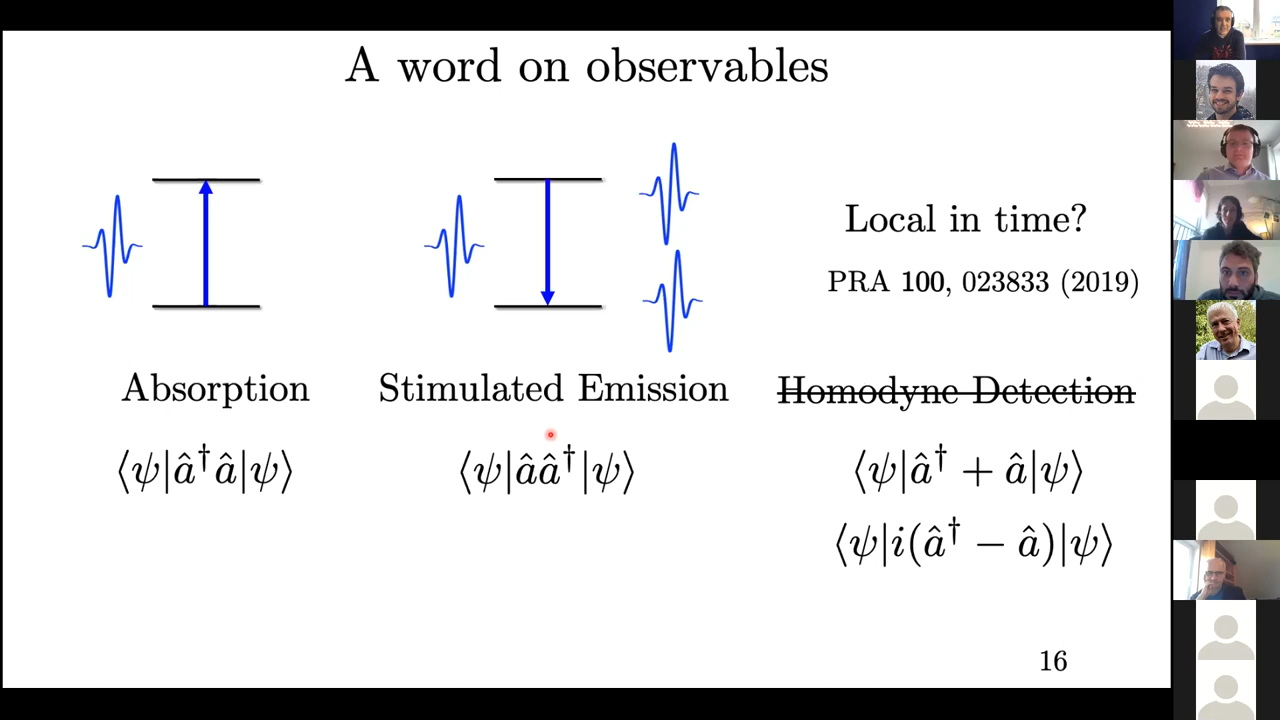 A word on observables
Local in time?
PRA 100, 023833 (2019)
Absorption
Stimulated Emission
Homodyne Detection
⟨ψ|â†â|ψ⟩
⟨ψ|ââ†|ψ⟩
⟨ψ|â† + â|ψ⟩
⟨ψ|i(â† − â)|ψ⟩
16